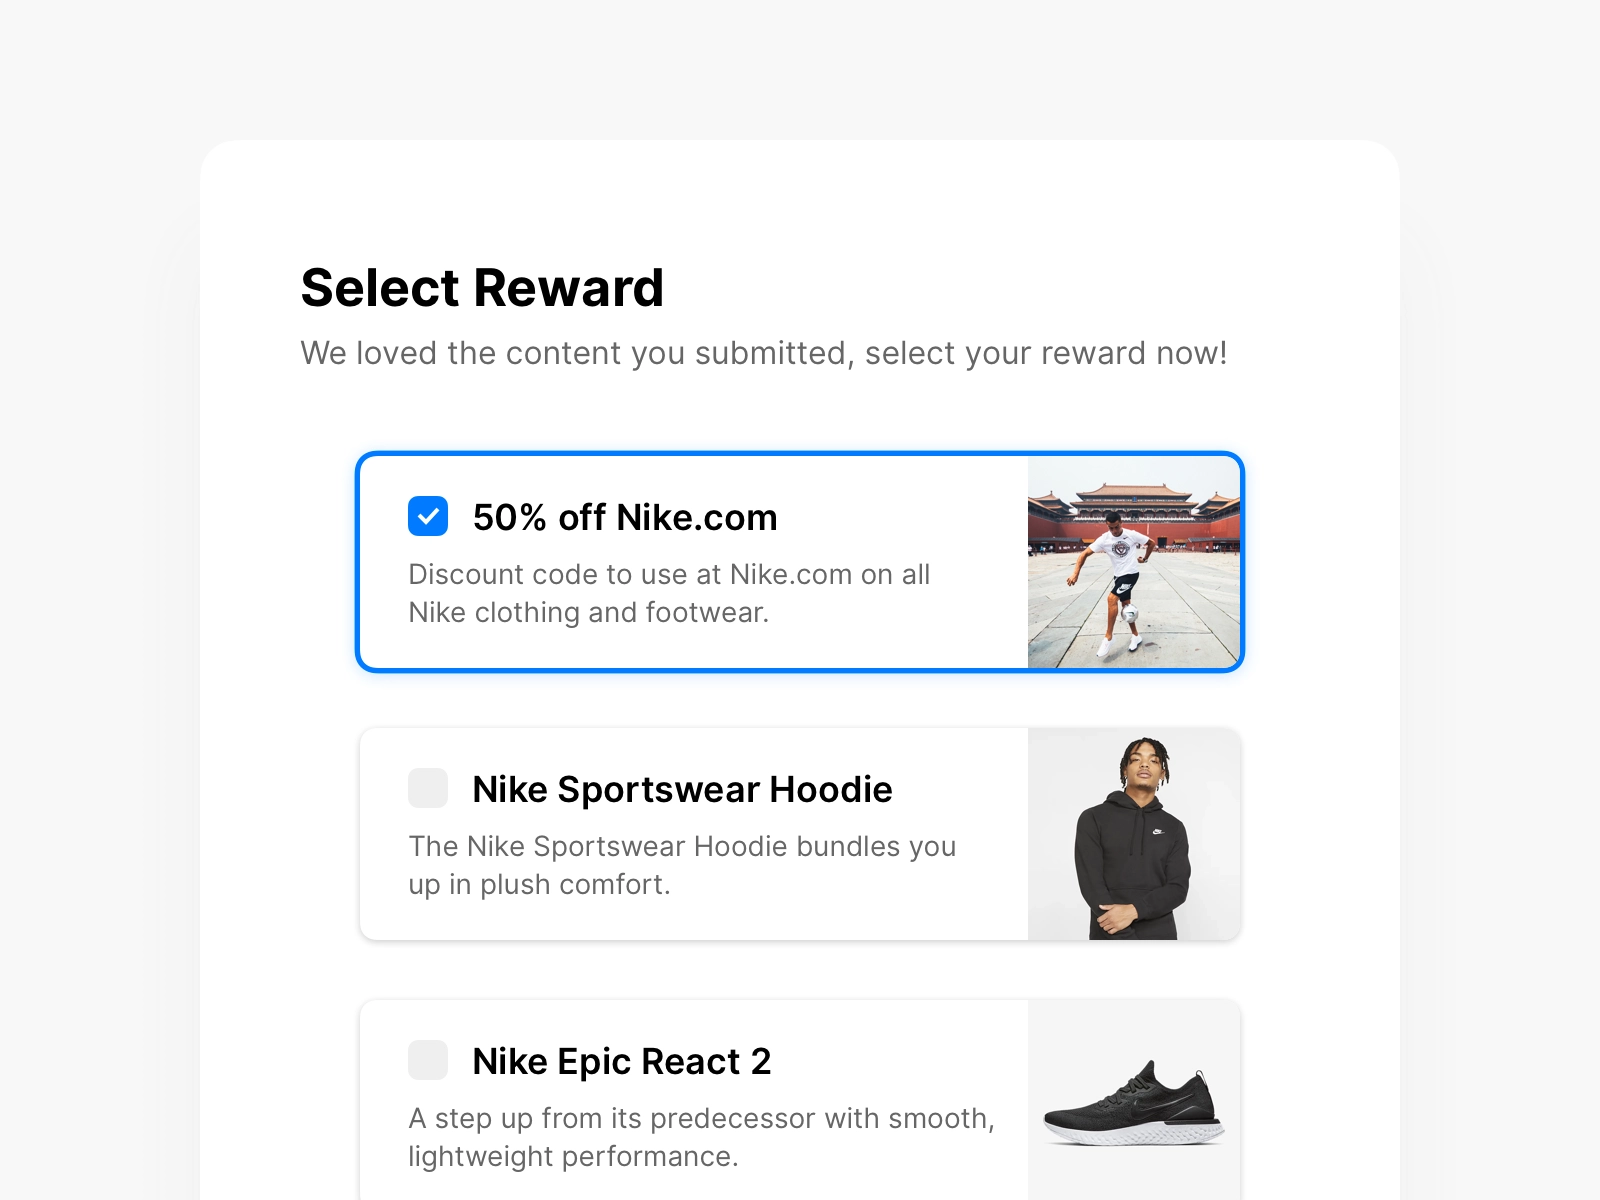 Select Reward
We loved the content you submitted, select your reward now!
50% off Nike.com
Discount code to use at Nike.com on all
Nike clothing and footwear.
Nike Sportswear Hoodie
The Nike Sportswear Hoodie bundles you
up in plush comfort.
Nike Epic React 2
A step up from its predecessor with smooth,
lightweight performance.